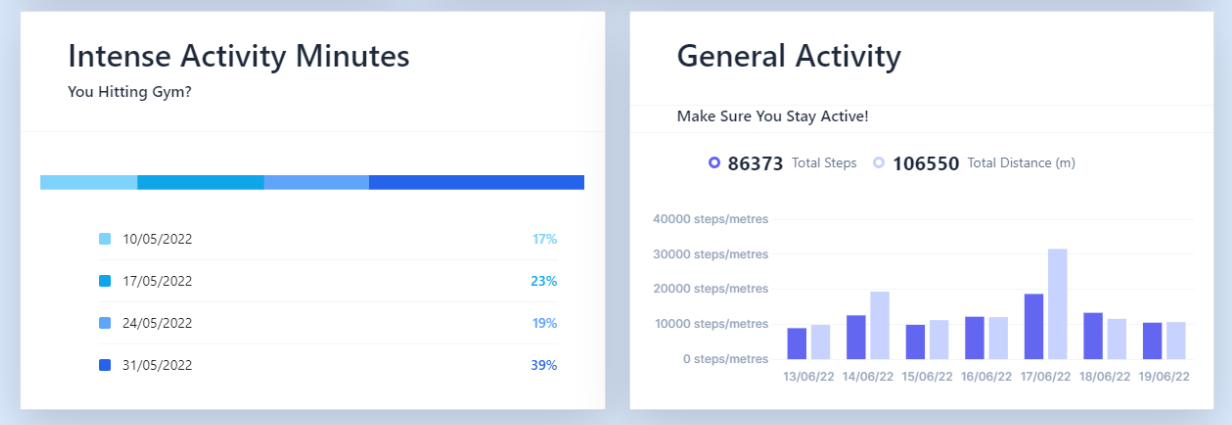 Intense Activity Minutes
You Hitting Gym?
10/05/2022 17%
17/05/2022 23%
24/05/2022 19%
31/05/2022 39%
General Activity
Make Sure You Stay Active!
86373 Total Steps 106550 Total Distance (m)
40000 steps/metres
30000 steps/metres
20000 steps/metres
10000 steps/metres
0 steps/metres
13/06/22 14/06/22 15/06/22 16/06/22 17/06/22 18/06/22 19/06/22